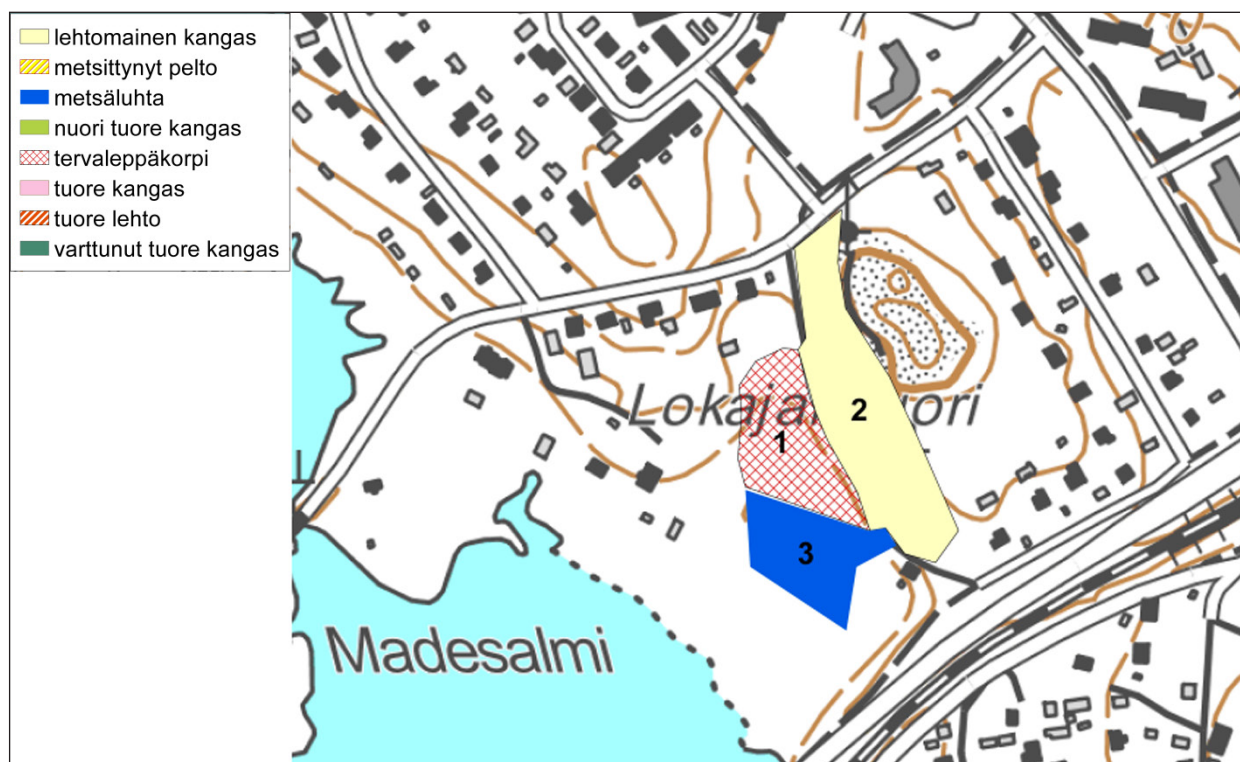 lehtomainen kangas
metsittynyt pelto
metsäluhta
nuori tuore kangas
tervaleppäkorpi
tuore kangas
tuore lehto
varttunut tuore kangas
2
1
3
Madesalmi